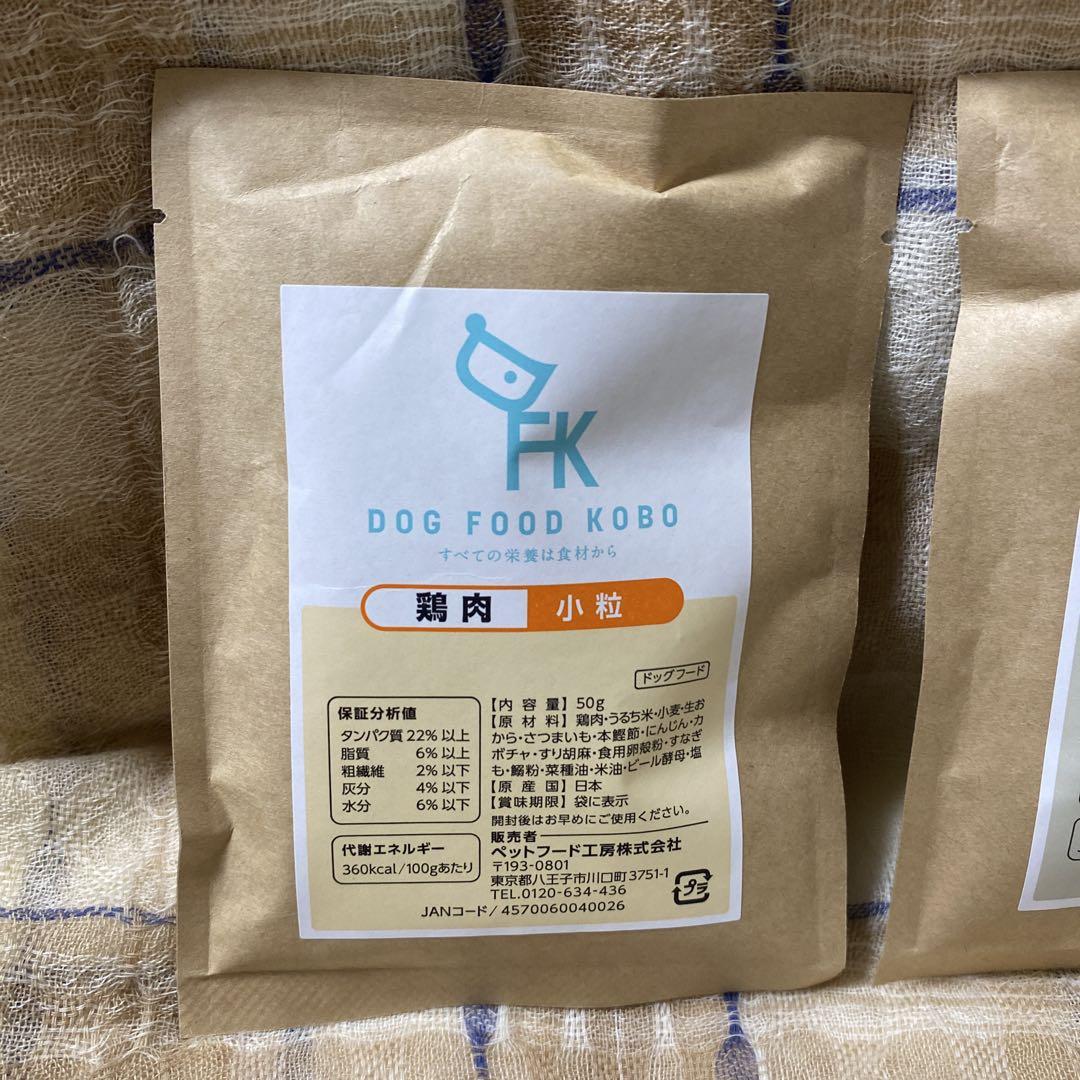 FK
DOG FOOD KOBO
すべての栄養は食材から
鶏肉 小粒
ドッグフード
保証分析値
タンパク質 22% 以上
脂質 6% 以上
粗繊維 2% 以下
灰分 4% 以下
水分 6% 以下
代謝エネルギー
360kcal/100gあたり
【内 容 量】50g
【原 材 料】鶏肉・うるち米・小麦・生お
から・さつまいも・本鰹節・にんじん・カ
ボチャ・すり胡麻・食用卵殻粉・すなぎ
も・鰯粉・菜種油・米油・ビール酵母・塩
【原 産 国】日本
【賞味期限】袋に表示
開封後はお早めにご使用ください。
販売者
ペットフード工房株式会社
〒193-0801
東京都八王子市川口町3751-1
TEL.0120-634-436
プラ
JANコード/ 4570060040026